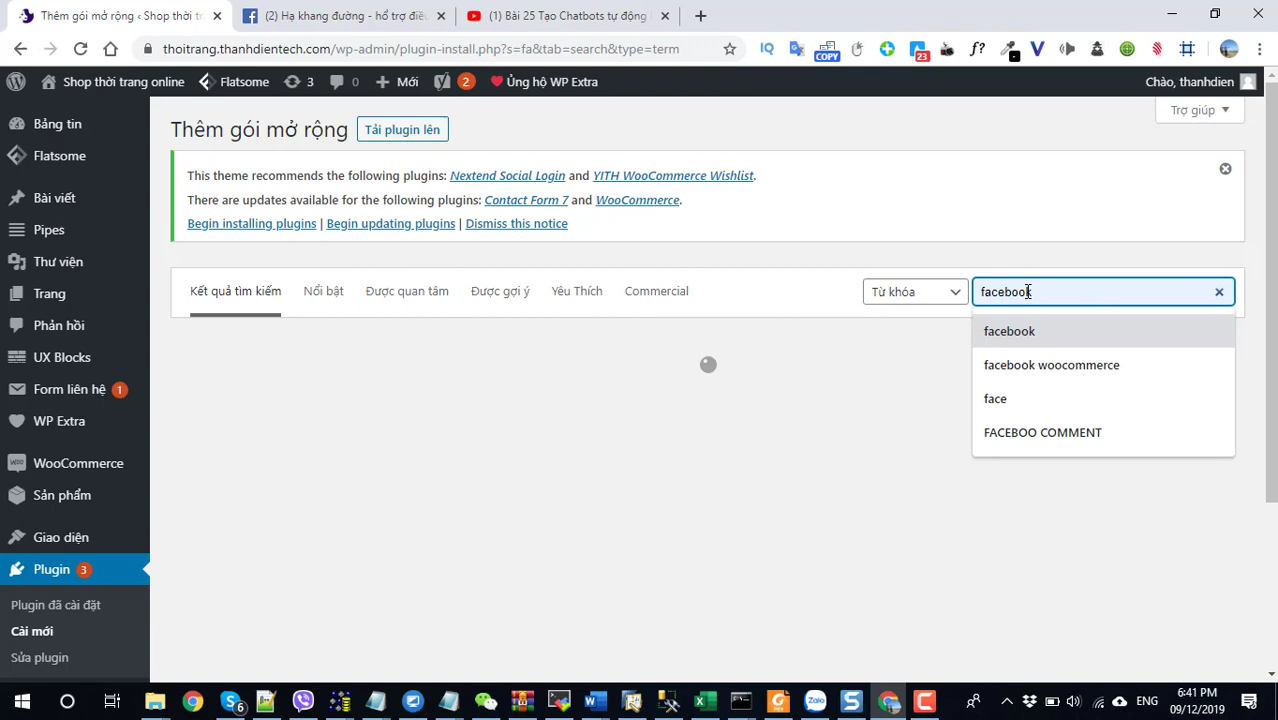 Thêm gói mở rộng ‹ Shop thời tr
(2) Hạ khang đường - hổ trợ điều
(1) Bài 25 Tạo Chatbots tự động
thoitrang.thanhdientech.com/wp-admin/plugin-install.php?s=fa&tab=search&type=term
IQ
COPY
23
f?
V
Shop thời trang online
Flatsome
3
0
Mới
2
Ủng hộ WP Extra
Chào, thanhdien
Bảng tin
Flatsome
Bài viết
Pipes
Thư viện
Trang
Phản hồi
UX Blocks
Form liên hệ 1
WP Extra
WooCommerce
Sản phẩm
Giao diện
Plugin 3
Plugin đã cài đặt
Cài mới
Sửa plugin
Trợ giúp
Thêm gói mở rộng
Tải plugin lên
This theme recommends the following plugins: Nextend Social Login and YITH WooCommerce Wishlist.
There are updates available for the following plugins: Contact Form 7 and WooCommerce.
Begin installing plugins | Begin updating plugins | Dismiss this notice
Kết quả tìm kiếm
Nổi bật
Được quan tâm
Được gợi ý
Yêu Thích
Commercial
Từ khóa
facebook
facebook
facebook woocommerce
face
FACEBOO COMMENT
6
Zalo
ENG
6:41 PM
09/12/2019